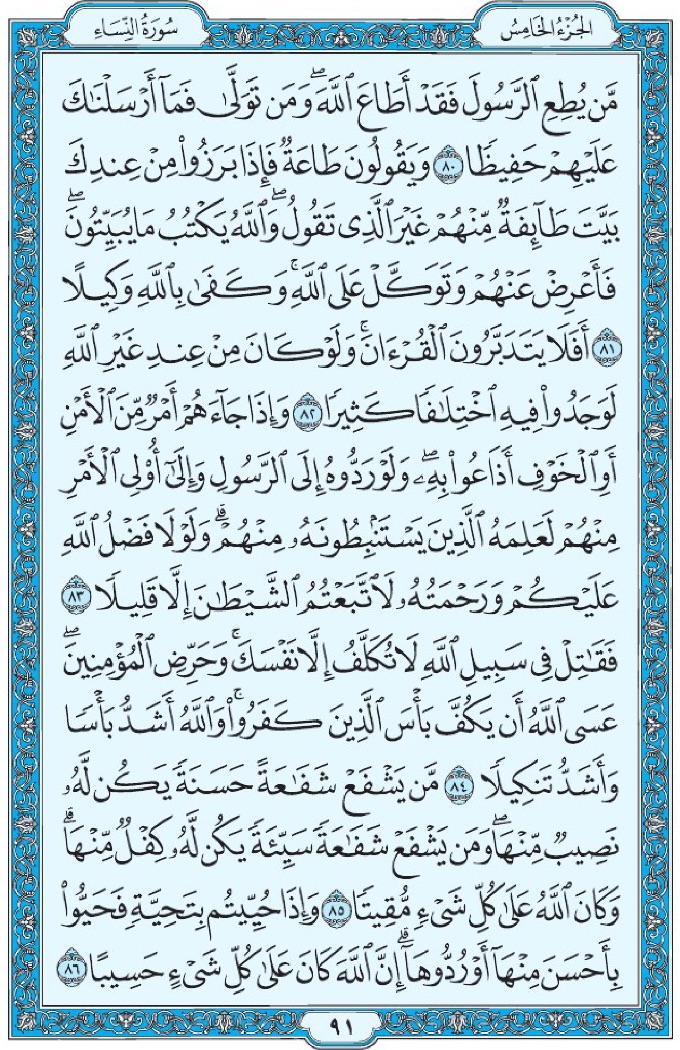 الجُزْءُ الخَامِسُ
سُورَةُ النِّسَاءِ
مَّن يُطِعِ ٱلرَّسُولَ فَقَدْ أَطَاعَ ٱللَّهَۖ وَمَن تَوَلَّىٰ فَمَآ أَرْسَلْنَٰكَ
عَلَيْهِمْ حَفِيظًا ٨٠ وَيَقُولُونَ طَاعَةٌ فَإِذَا بَرَزُوا۟ مِنْ عِندِكَ
بَيَّتَ طَآئِفَةٌ مِّنْهُمْ غَيْرَ ٱلَّذِى تَقُولُۖ وَٱللَّهُ يَكْتُبُ مَا يُبَيِّتُونَۖ
فَأَعْرِضْ عَنْهُمْ وَتَوَكَّلْ عَلَى ٱللَّهِۚ وَكَفَىٰ بِٱللَّهِ وَكِيلًا
٨١ أَفَلَا يَتَدَبَّرُونَ ٱلْقُرْءَانَۚ وَلَوْ كَانَ مِنْ عِندِ غَيْرِ ٱللَّهِ
لَوَجَدُوا۟ فِيهِ ٱخْتِلَٰفًا كَثِيرًا ٨٢ وَإِذَا جَآءَهُمْ أَمْرٌ مِّنَ ٱلْأَمْنِ
أَوِ ٱلْخَوْفِ أَذَاعُوا۟ بِهِۦۖ وَلَوْ رَدُّوهُ إِلَى ٱلرَّسُولِ وَإِلَىٰٓ أُو۟لِى ٱلْأَمْرِ
مِنْهُمْ لَعَلِمَهُ ٱلَّذِينَ يَسْتَنۢبِطُونَهُۥ مِنْهُمْۗ وَلَوْلَا فَضْلُ ٱللَّهِ
عَلَيْكُمْ وَرَحْمَتُهُۥ لَٱتَّبَعْتُمُ ٱلشَّيْطَٰنَ إِلَّا قَلِيلًا ٨٣
فَقَٰتِلْ فِى سَبِيلِ ٱللَّهِ لَا تُكَلَّفُ إِلَّا نَفْسَكَۚ وَحَرِّضِ ٱلْمُؤْمِنِينَۖ
عَسَى ٱللَّهُ أَن يَكُفَّ بَأْسَ ٱلَّذِينَ كَفَرُوا۟ۚ وَٱللَّهُ أَشَدُّ بَأْسًا
وَأَشَدُّ تَنكِيلًا ٨٤ مَّن يَشْفَعْ شَفَٰعَةً حَسَنَةً يَكُن لَّهُۥ
نَصِيبٌ مِّنْهَاۖ وَمَن يَشْفَعْ شَفَٰعَةً سَيِّئَةً يَكُن لَّهُۥ كِفْلٌ مِّنْهَاۗ
وَكَانَ ٱللَّهُ عَلَىٰ كُلِّ شَىْءٍ مُّقِيتًا ٨٥ وَإِذَا حُيِّيتُم بِتَحِيَّةٍ فَحَيُّوا۟
بِأَحْسَنَ مِنْهَآ أَوْ رُدُّوهَآۗ إِنَّ ٱللَّهَ كَانَ عَلَىٰ كُلِّ شَىْءٍ حَسِيبًا ٨٦
٩١